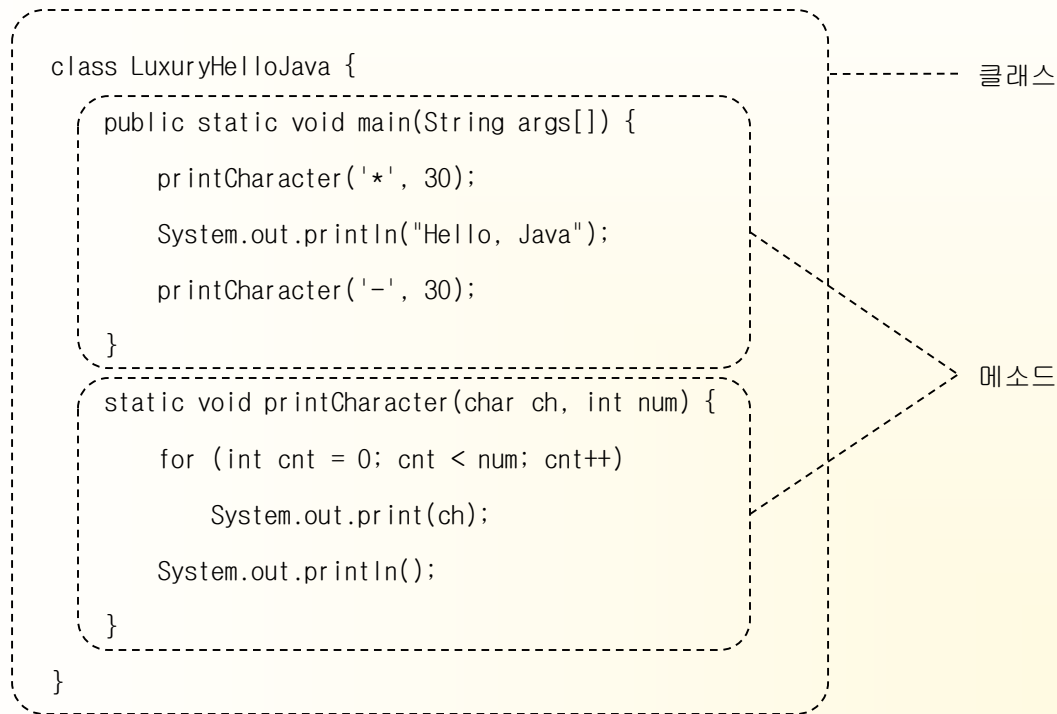 class LuxuryHelloJava {
클래스
public static void main(String args[]) {
printCharacter('*', 30);
System.out.println("Hello, Java");
printCharacter('-', 30);
}
메소드
static void printCharacter(char ch, int num) {
for (int cnt = 0; cnt < num; cnt++)
System.out.print(ch);
System.out.println();
}
}